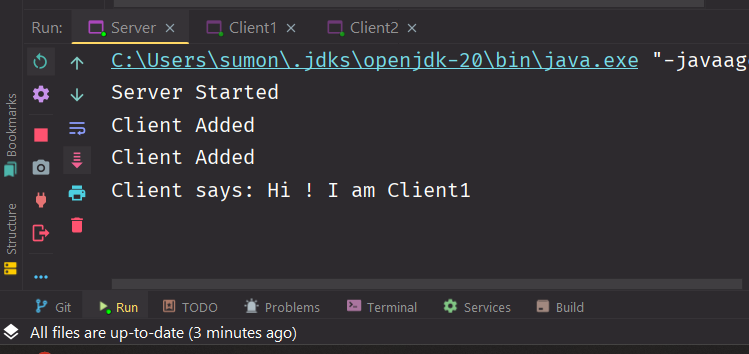 Run: Server × Client1 × Client2 ×
C:\Users\sumon\.jdks\openjdk-20\bin\java.exe "-javaag
Server Started
Client Added
Client Added
Client says: Hi ! I am Client1
Bookmarks
Structure
Git Run TODO Problems Terminal Services Build
All files are up-to-date (3 minutes ago)